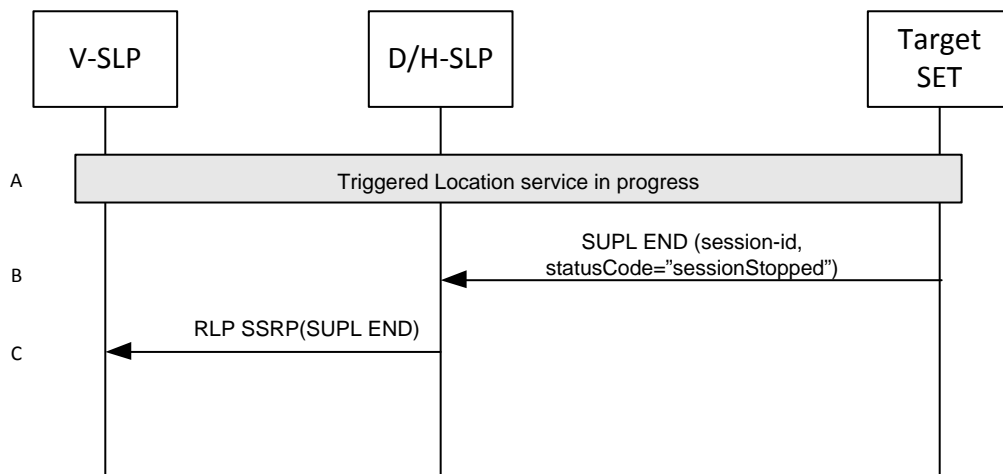 V-SLP
D/H-SLP
Target
SET
A
Triggered Location service in progress
SUPL END (session-id,
statusCode=”sessionStopped”)
B
RLP SSRP(SUPL END)
C